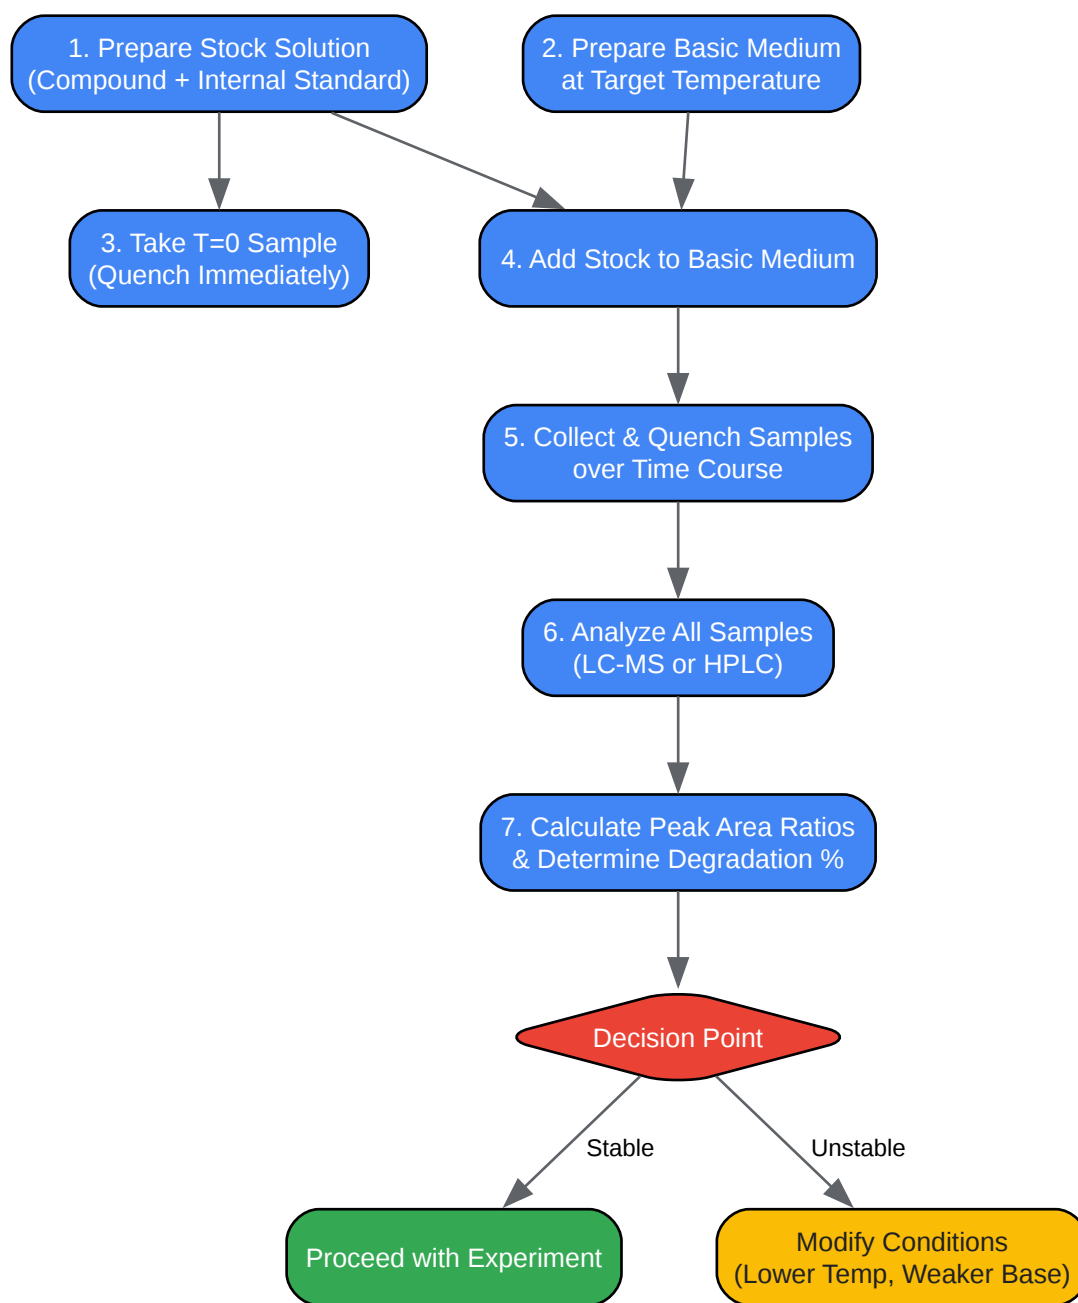 1. Prepare Stock Solution
(Compound + Internal Standard)
2. Prepare Basic Medium
at Target Temperature
3. Take T=0 Sample
(Quench Immediately)
4. Add Stock to Basic Medium
5. Collect & Quench Samples
over Time Course
6. Analyze All Samples
(LC-MS or HPLC)
7. Calculate Peak Area Ratios
& Determine Degradation %
Decision Point
Stable
Unstable
Proceed with Experiment
Modify Conditions
(Lower Temp, Weaker Base)